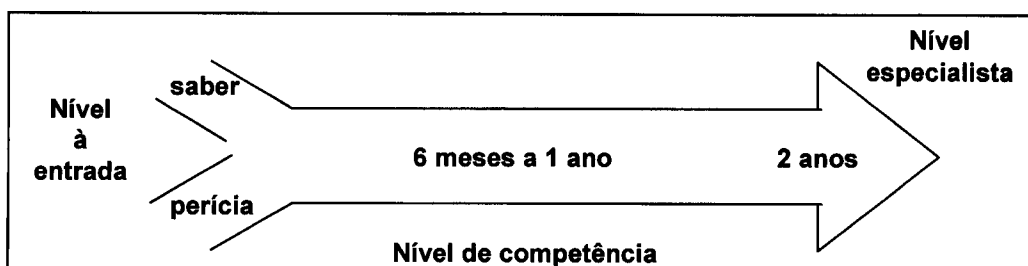 Nível
à
entrada
saber
perícia
6 meses a 1 ano
2 anos
Nível de competência
Nível
especialista